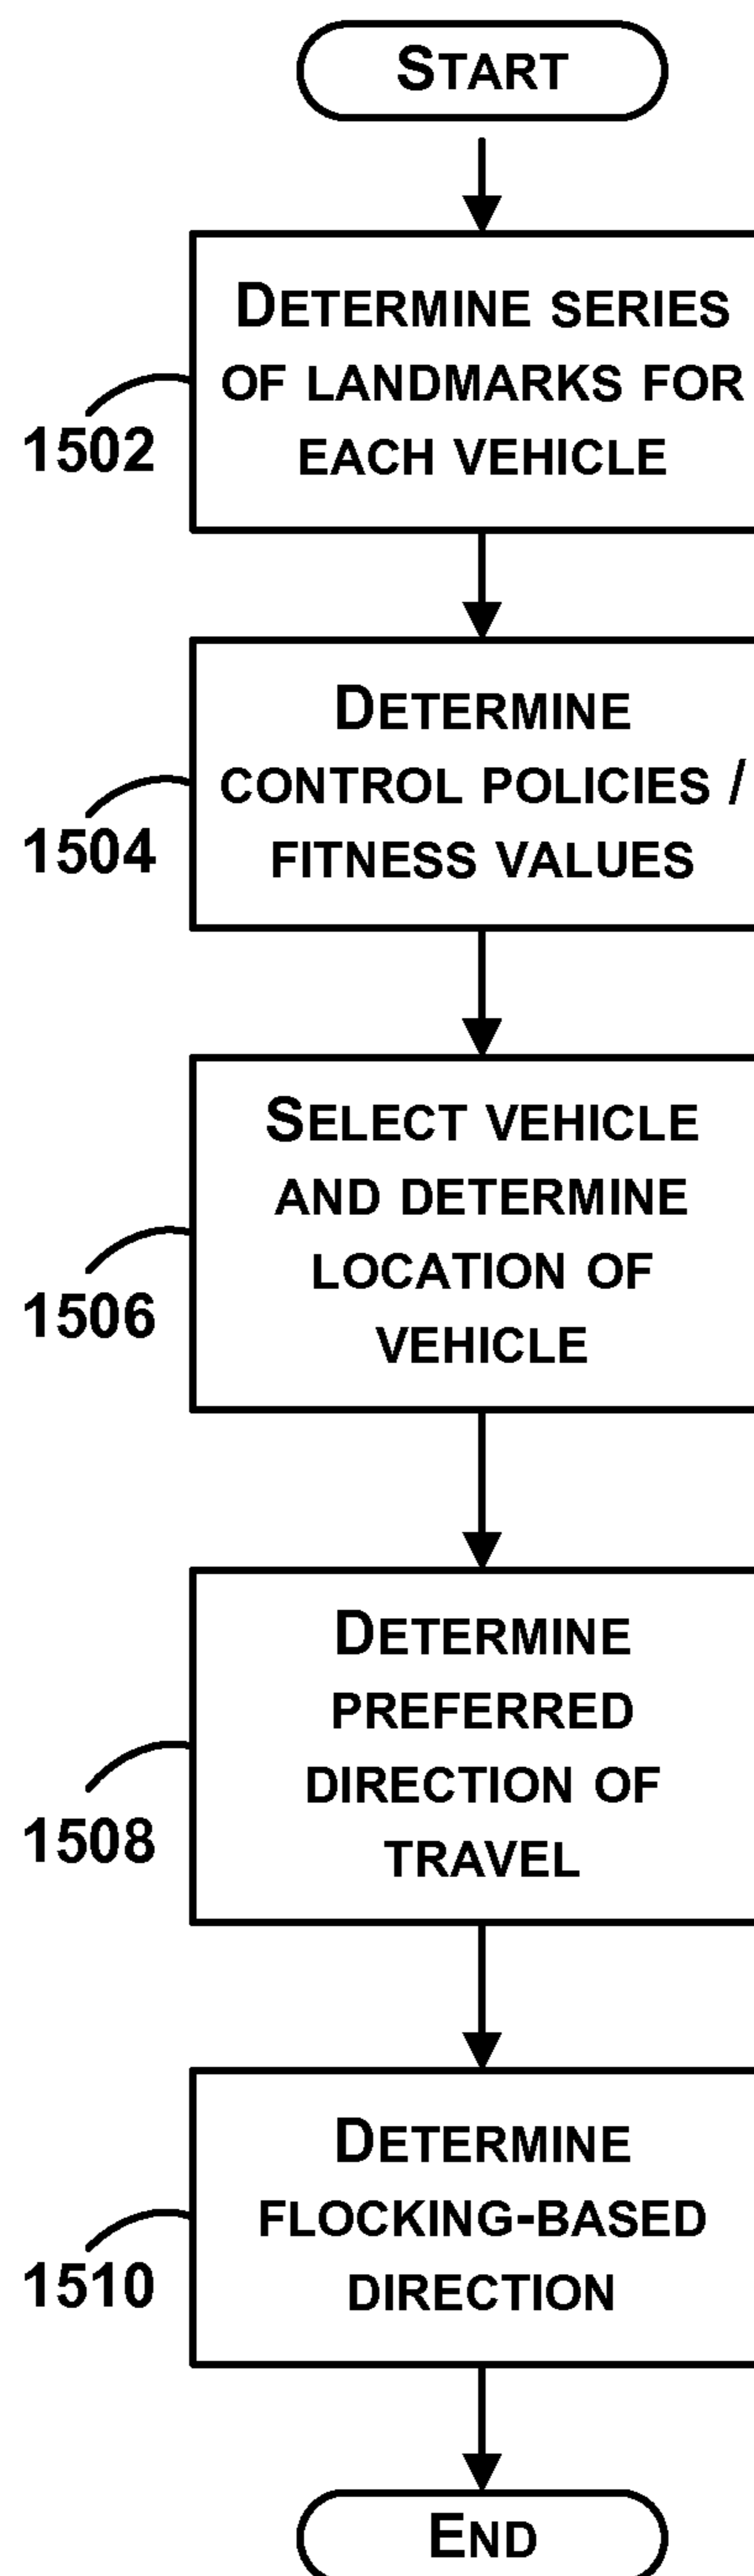 START
DETERMINE SERIES
OF LANDMARKS FOR
EACH VEHICLE
1502
DETERMINE
CONTROL POLICIES /
FITNESS VALUES
1504
SELECT VEHICLE
AND DETERMINE
LOCATION OF
VEHICLE
1506
DETERMINE
PREFERRED
DIRECTION OF
TRAVEL
1508
DETERMINE
FLOCKING-BASED
DIRECTION
1510
END